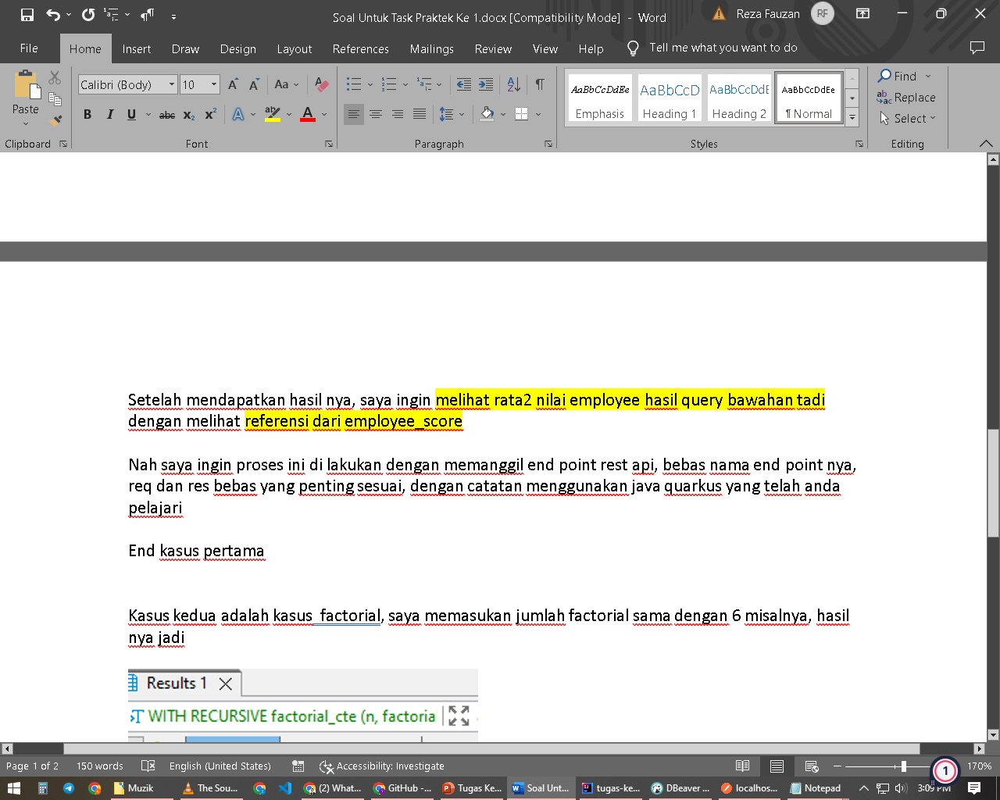 Soal Untuk Task Praktek Ke 1.docx [Compatibility Mode] - Word
Reza Fauzan
RF
File Home Insert Draw Design Layout References Mailings Review View Help Tell me what you want to do
Paste
Clipboard
Calibri (Body) 10
Aa
B I U abc x₂ x² A ab A
Font
Paragraph
AaBbCcDdEe AaBbCcD AaBbCcDdE AaBbCcDdEe
Emphasis Heading 1 Heading 2 ¶ Normal
Styles
Find
Replace
Select
Editing
Setelah mendapatkan hasil nya, saya ingin melihat rata2 nilai employee hasil query bawahan tadi
dengan melihat referensi dari employee_score
Nah saya ingin proses ini di lakukan dengan memanggil end point rest api, bebas nama end point nya,
req dan res bebas yang penting sesuai, dengan catatan menggunakan java quarkus yang telah anda
pelajari
End kasus pertama
Kasus kedua adalah kasus  factorial, saya memasukan jumlah factorial sama dengan 6 misalnya, hasil
nya jadi
Results 1
WITH RECURSIVE factorial_cte (n, factoria
Page 1 of 2 150 words English (United States) Accessibility: Investigate 170%
1
Muzik The Sou... (2) What... GitHub -... Tugas Ke... Soal Unt... tugas-ke... DBeaver ... localhos... Notepad 3:09 PM